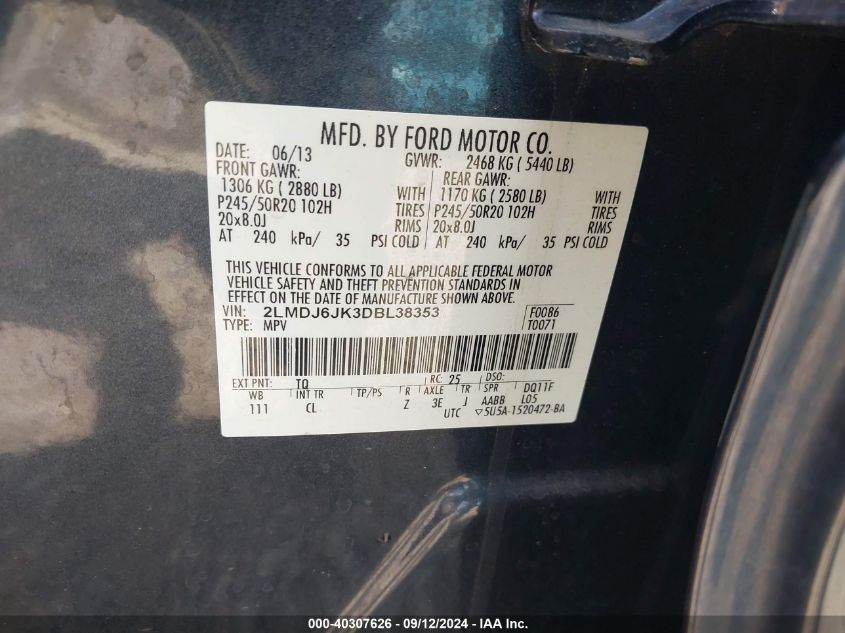 MFD. BY FORD MOTOR CO.
DATE: 06/13 GVWR: 2468 KG ( 5440 LB)
FRONT GAWR: REAR GAWR:
1306 KG ( 2880 LB) WITH 1170 KG ( 2580 LB) WITH
P245/50R20 102H TIRES P245/50R20 102H TIRES
20x8.0J RIMS 20x8.0J RIMS
AT 240 kPa/ 35 PSI COLD AT 240 kPa/ 35 PSI COLD
THIS VEHICLE CONFORMS TO ALL APPLICABLE FEDERAL MOTOR
VEHICLE SAFETY AND THEFT PREVENTION STANDARDS IN
EFFECT ON THE DATE OF MANUFACTURE SHOWN ABOVE.
VIN: 2LMDJ6JK3DBL38353 F0086
TYPE: MPV T0071
EXT PNT: TQ RC: 25 DSO:
WB INT TR TP/PS R AXLE TR SPR DQ11F
111 CL Z 3E J AABB L05
UTC ▽5U5A-1520472-BA
000-40307626 - 09/12/2024 - IAA Inc.